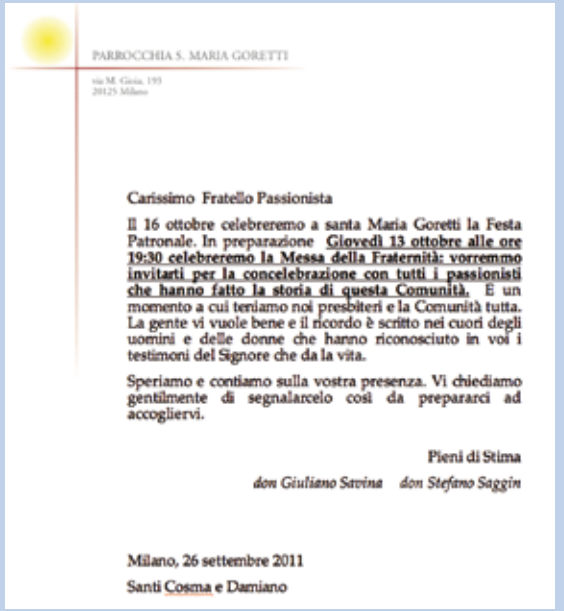 PARROCCHIA S. MARIA GORETTI
via M. Gioia, 193
20125 Milano
Carissimo Fratello Passionista
Il 16 ottobre celebreremo a santa Maria Goretti la Festa
Patronale. In preparazione Giovedì 13 ottobre alle ore
19:30 celebreremo la Messa della Fraternità: vorremmo
invitarti per la concelebrazione con tutti i passionisti
che hanno fatto la storia di questa Comunità. È un
momento a cui teniamo noi presbiteri e la Comunità tutta.
La gente vi vuole bene e il ricordo è scritto nei cuori degli
uomini e delle donne che hanno riconosciuto in voi i
testimoni del Signore che da la vita.
Speriamo e contiamo sulla vostra presenza. Vi chiediamo
gentilmente di segnalarcelo così da prepararci ad
accogliervi.
Pieni di Stima
don Giuliano Savina don Stefano Saggin
Milano, 26 settembre 2011
Santi Cosma e Damiano